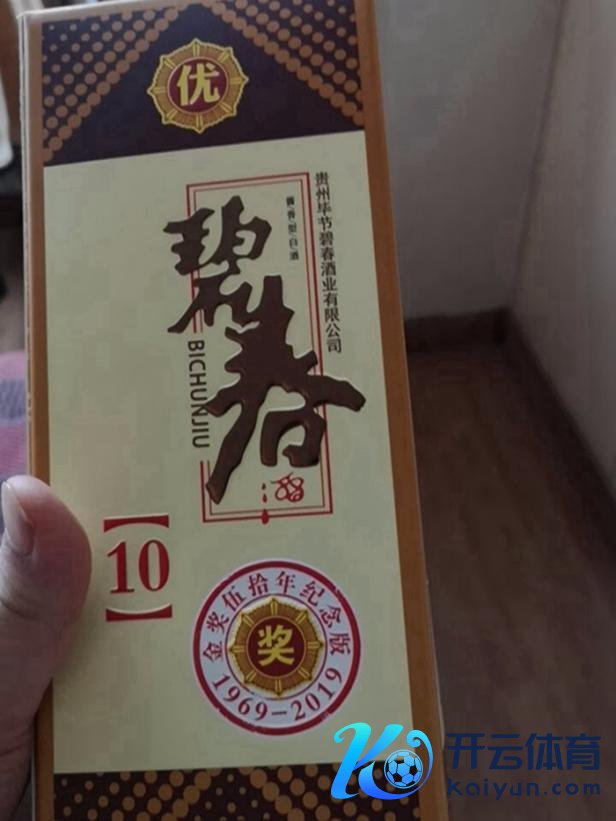 优
贵州毕节碧春酒业有限公司
酱·香·型·白·酒
碧春
酒
BICHUNJIU
【10】
金奖伍拾年纪念版
奖
1969-2019
开云体育
kaiyun.com